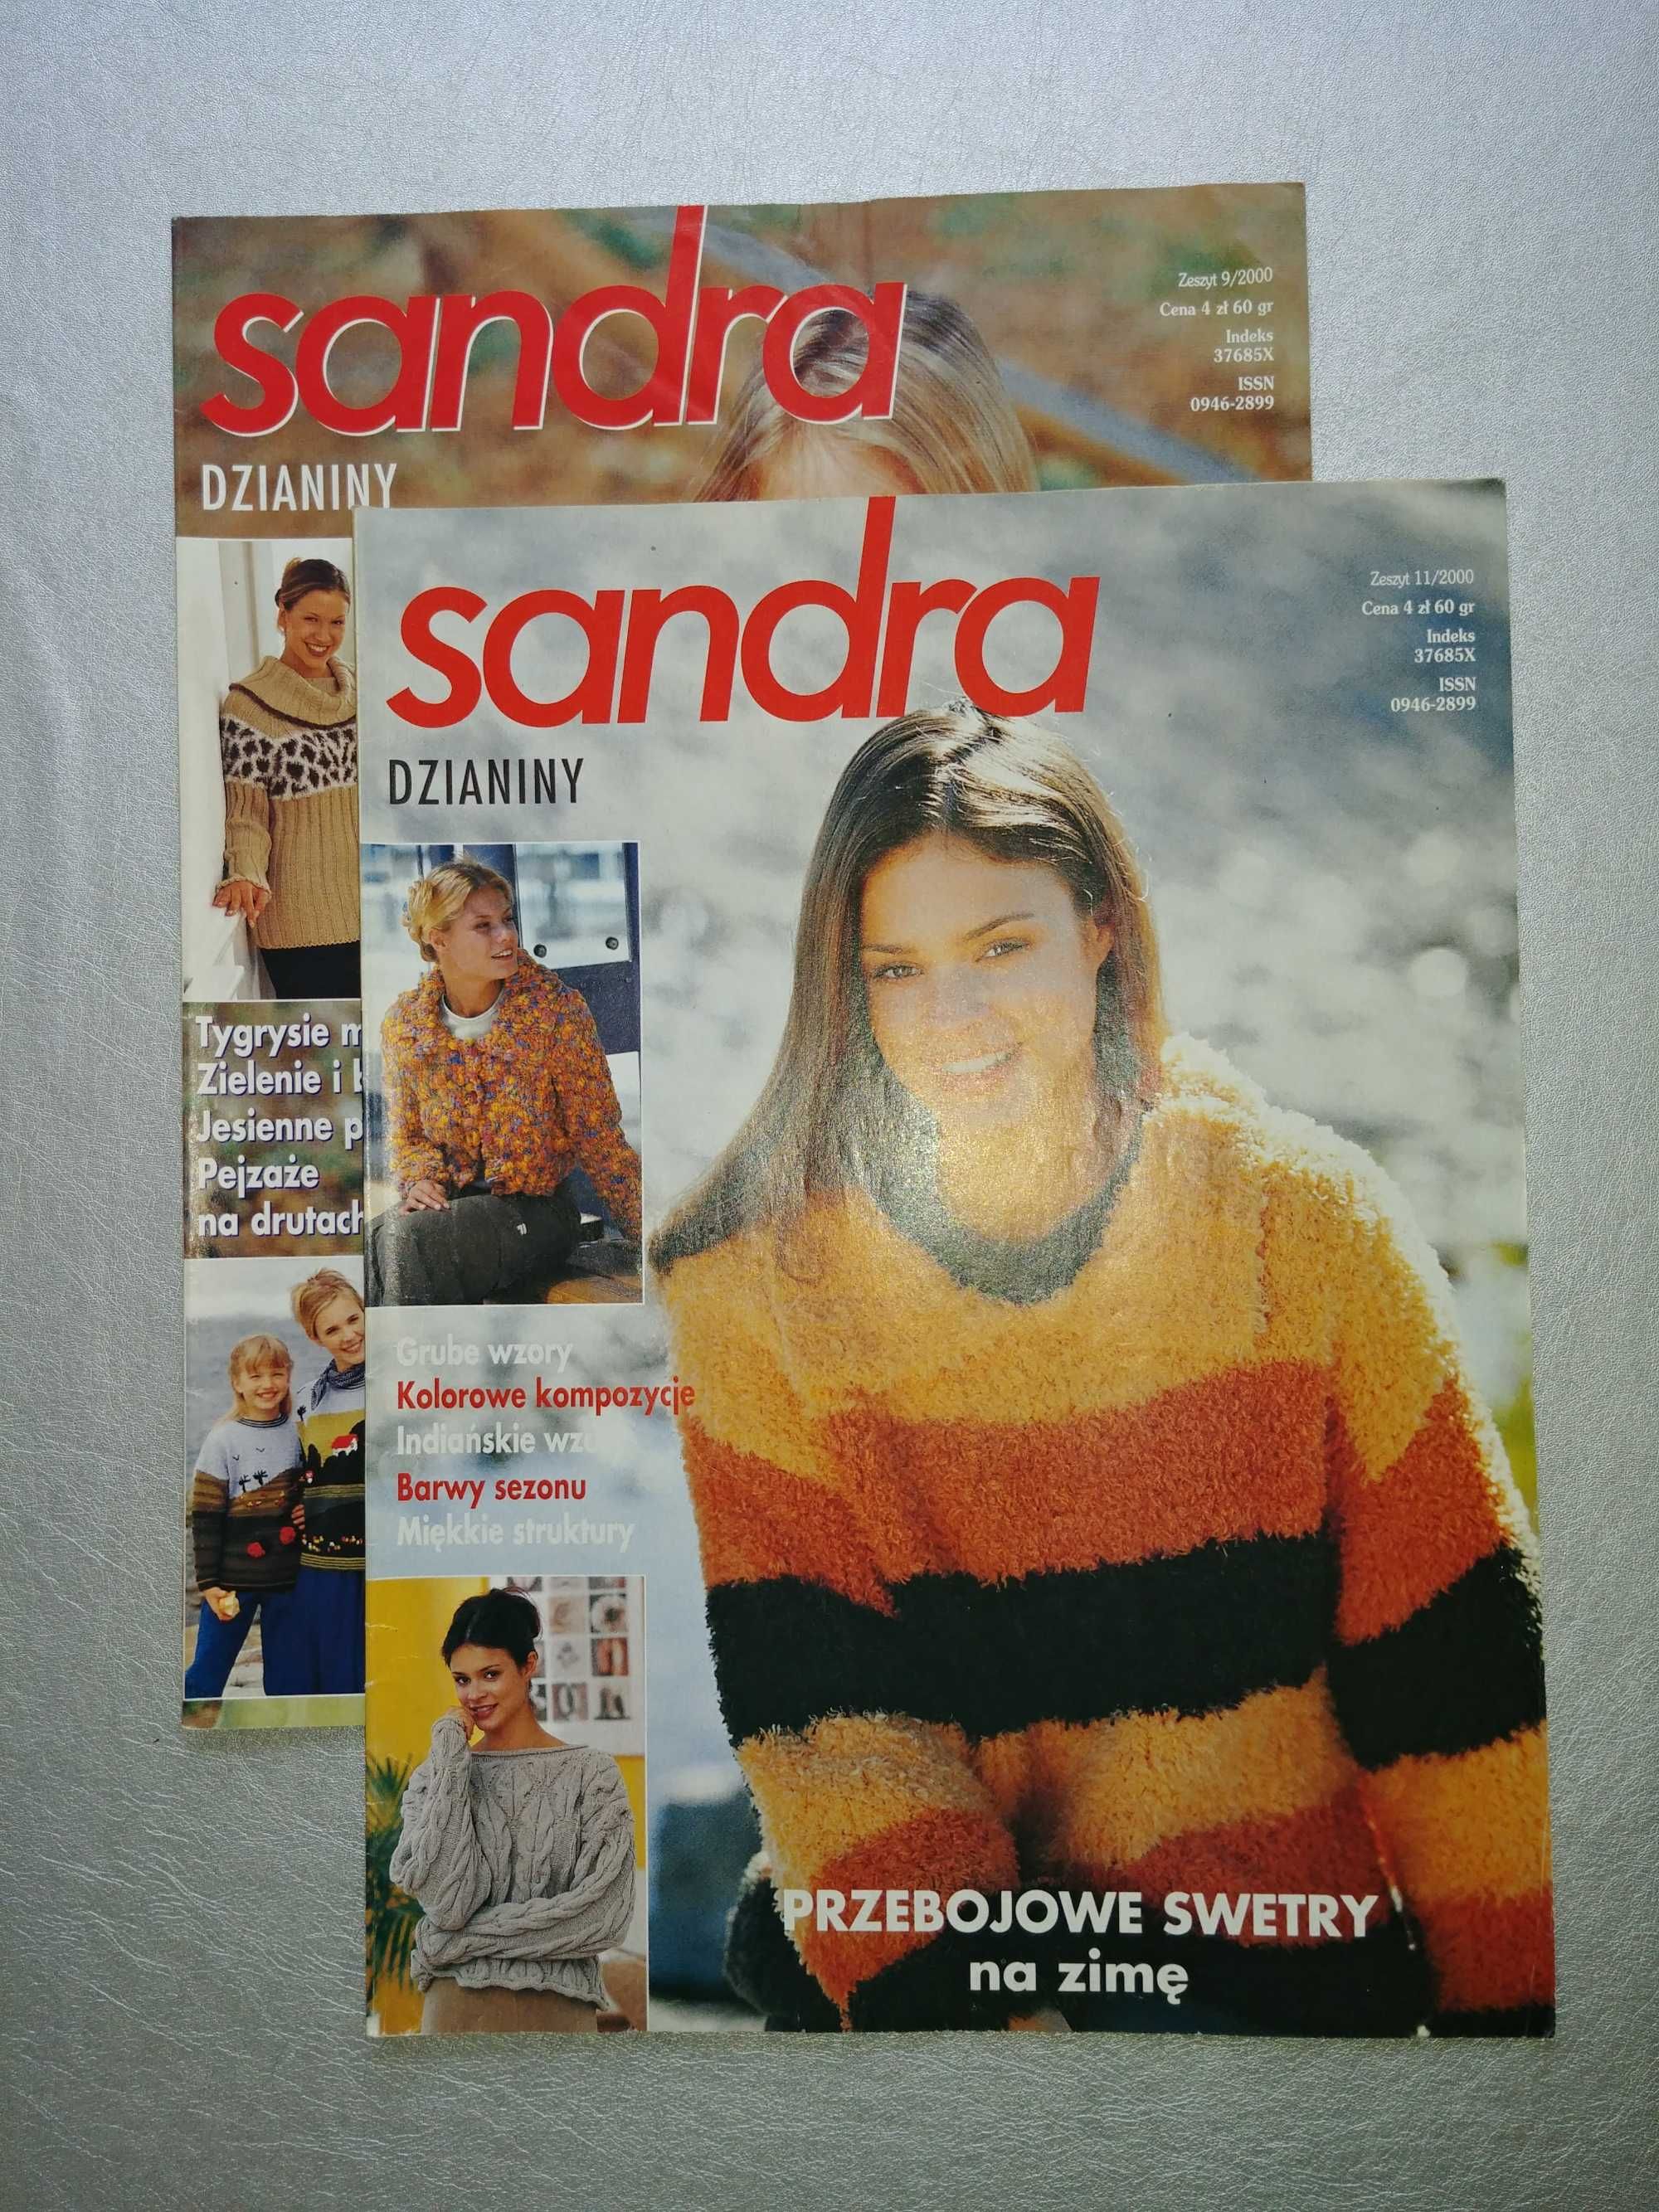 sandra
DZIANINY
Zeszyt 9/2000
Cena 4 zł 60 gr
Indeks
37685X
ISSN
0946-2899
Tygrysie
Zielenie i
Jesienne
Pejzaże
na drutach
sandra
DZIANINY
Zeszyt 11/2000
Cena 4 zł 60 gr
Indeks
37685X
ISSN
0946-2899
Grube wzory
Kolorowe kompozycje
Indiańskie
Barwy sezonu
Miękkie struktury
PRZEBOJOWE SWETRY
na zimę